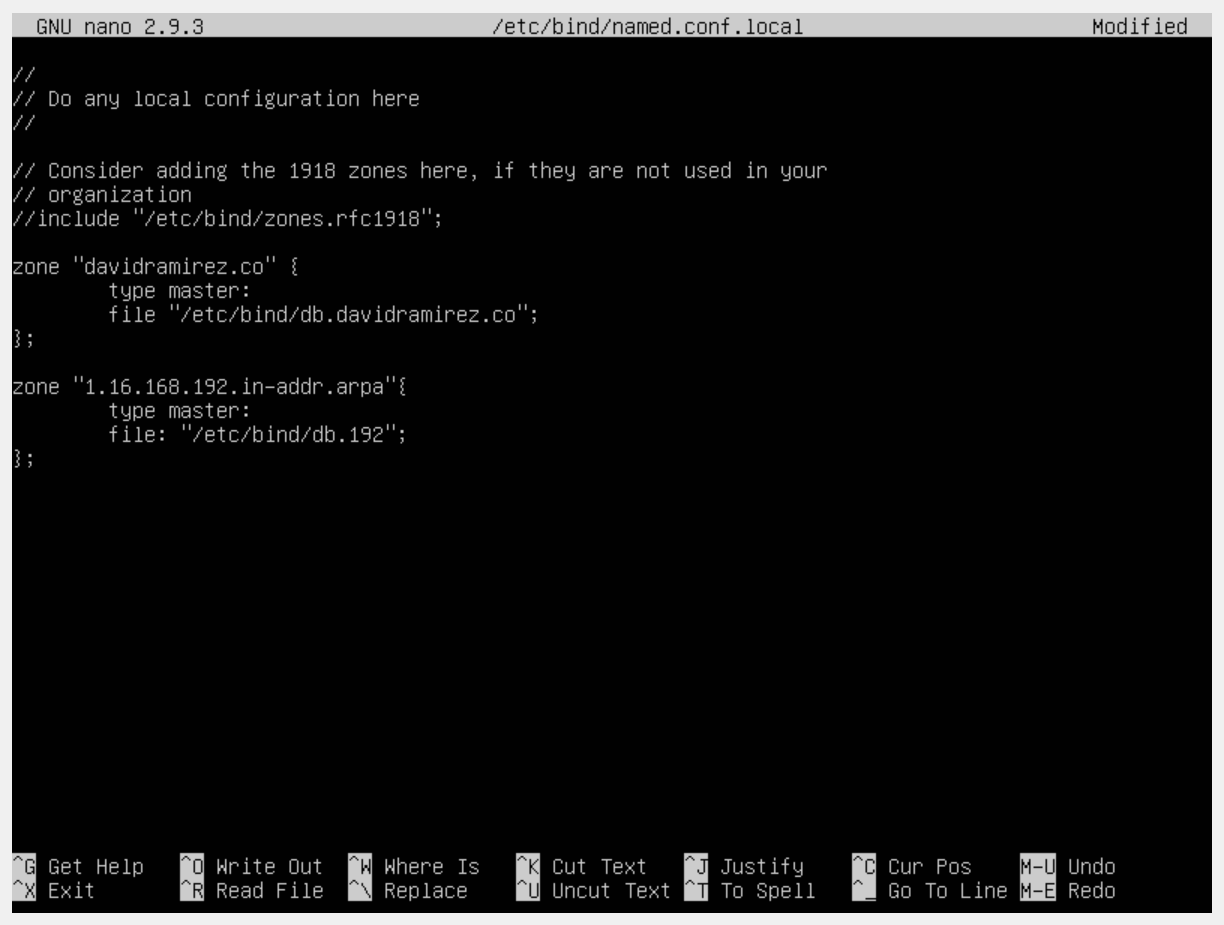 GNU nano 2.9.3 /etc/bind/named.conf.local Modified
//
// Do any local configuration here
//
// Consider adding the 1918 zones here, if they are not used in your
// organization
//include "/etc/bind/zones.rfc1918";
zone "davidramirez.co" {
type master:
file "/etc/bind/db.davidramirez.co";
};
zone "1.16.168.192.in-addr.arpa"{
type master:
file: "/etc/bind/db.192";
};
^G Get Help ^O Write Out ^W Where Is ^K Cut Text ^J Justify ^C Cur Pos M-U Undo
^X Exit ^R Read File ^\ Replace ^U Uncut Text ^T To Spell ^_ Go To Line M-E Redo